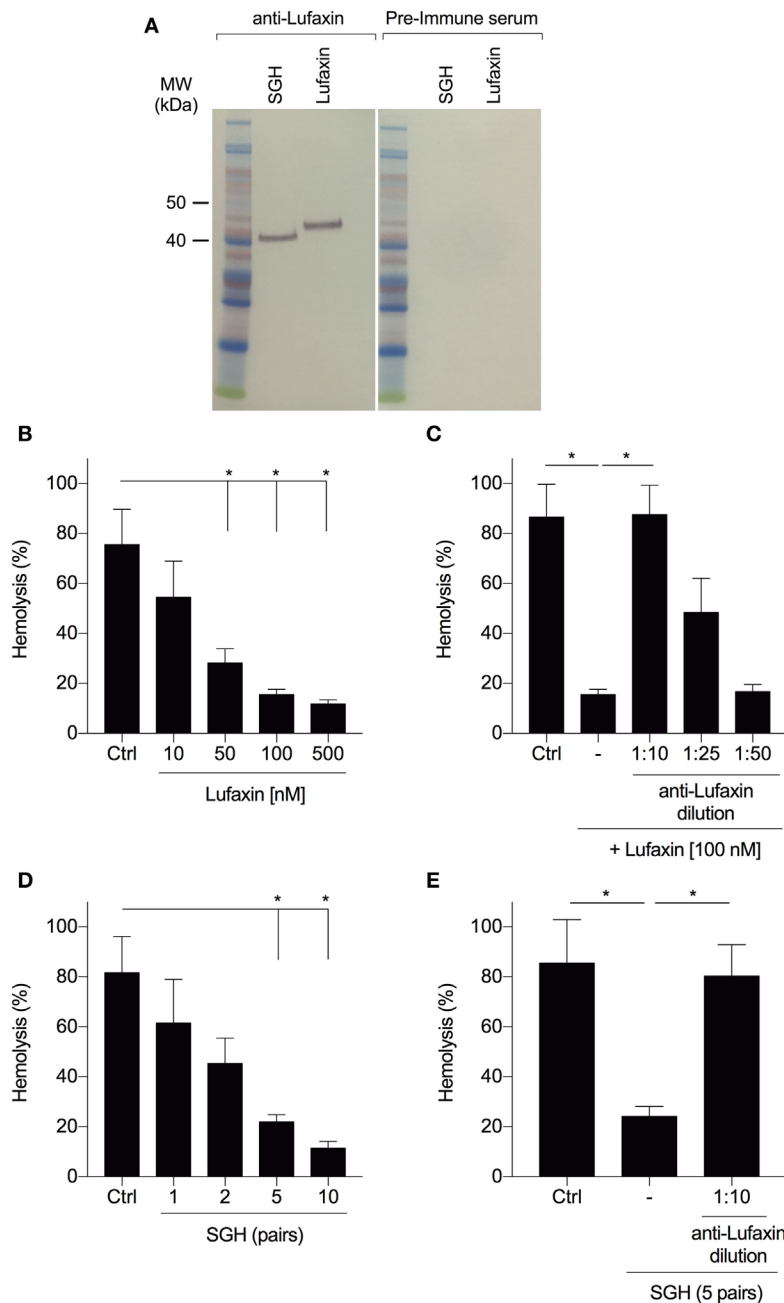 A
anti-Lufaxin
Pre-Immune serum
MW
(kDa)
SGH
Lufaxin
SGH
Lufaxin
50
40
B
Hemolysis (%)
100
80
60
40
20
0
* * *
Ctrl 10 50 100 500
Lufaxin [nM]
C
Hemolysis (%)
100
80
60
40
20
0
* *
Ctrl - 1:10 1:25 1:50
anti-Lufaxin
dilution
+ Lufaxin [100 nM]
D
Hemolysis (%)
100
80
60
40
20
0
* *
Ctrl 1 2 5 10
SGH (pairs)
E
Hemolysis (%)
100
80
60
40
20
0
* *
Ctrl - 1:10
anti-Lufaxin
dilution
SGH (5 pairs)